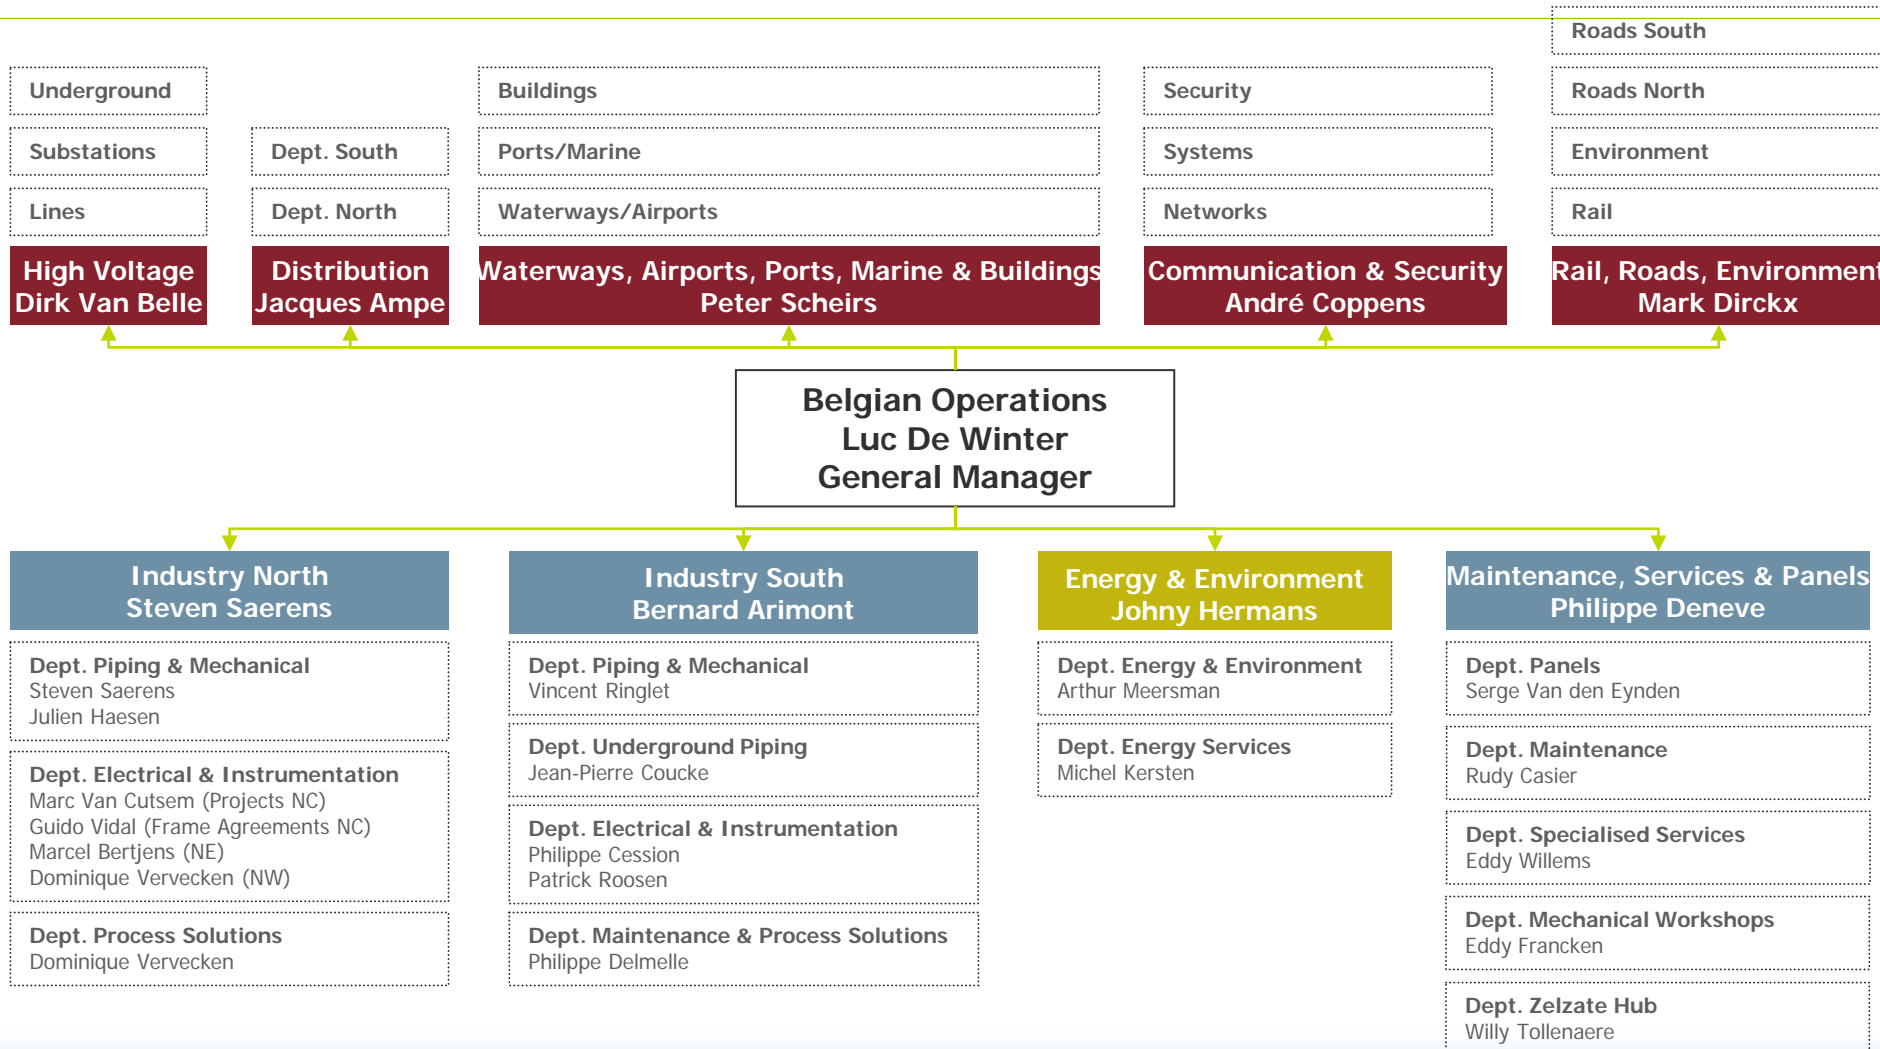 Roads South
Underground
Buildings
Security
Roads North
Substations
Dept. South
Ports/Marine
Systems
Environment
Lines
Dept. North
Waterways/Airports
Networks
Rail
High Voltage
Dirk Van Belle
Distribution
Jacques Ampe
Waterways, Airports, Ports, Marine & Buildings
Peter Scheirs
Communication & Security
André Coppens
Rail, Roads, Environment
Mark Dirckx
Belgian Operations
Luc De Winter
General Manager
Industry North
Steven Saerens
Dept. Piping & Mechanical
Steven Saerens
Julien Haesen
Dept. Electrical & Instrumentation
Marc Van Cutsem (Projects NC)
Guido Vidal (Frame Agreements NC)
Marcel Bertjens (NE)
Dominique Vervecken (NW)
Dept. Process Solutions
Dominique Vervecken
Industry South
Bernard Arimont
Dept. Piping & Mechanical
Vincent Ringlet
Dept. Underground Piping
Jean-Pierre Coucke
Dept. Electrical & Instrumentation
Philippe Cession
Patrick Roosen
Dept. Maintenance & Process Solutions
Philippe Delmelle
Energy & Environment
Johny Hermans
Dept. Energy & Environment
Arthur Meersman
Dept. Energy Services
Michel Kersten
Maintenance, Services & Panels
Philippe Deneve
Dept. Panels
Serge Van den Eynden
Dept. Maintenance
Rudy Casier
Dept. Specialised Services
Eddy Willems
Dept. Mechanical Workshops
Eddy Francken
Dept. Zelzate Hub
Willy Tollenaere